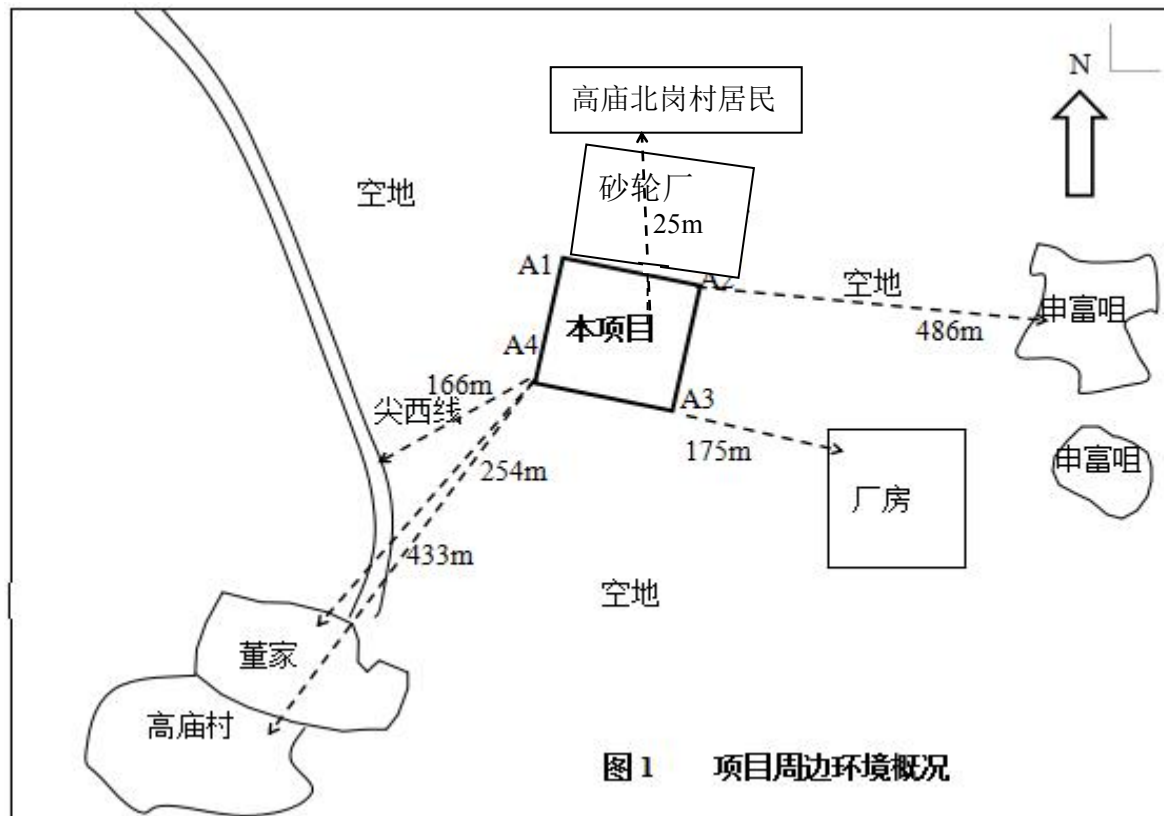 N
高庙北岗村居民
砂轮厂
空地
25m
A1
A2
空地
申富咀
本项目
486m
A4
166m
A3
尖西线
175m
254m
申富咀
厂房
433m
空地
董家
高庙村
图 1 项目周边环境概况